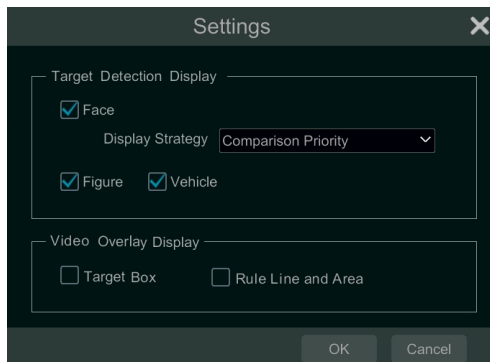 Settings
Target Detection Display
Face
Display Strategy Comparison Priority
Figure Vehicle
Video Overlay Display
Target Box Rule Line and Area
OK Cancel